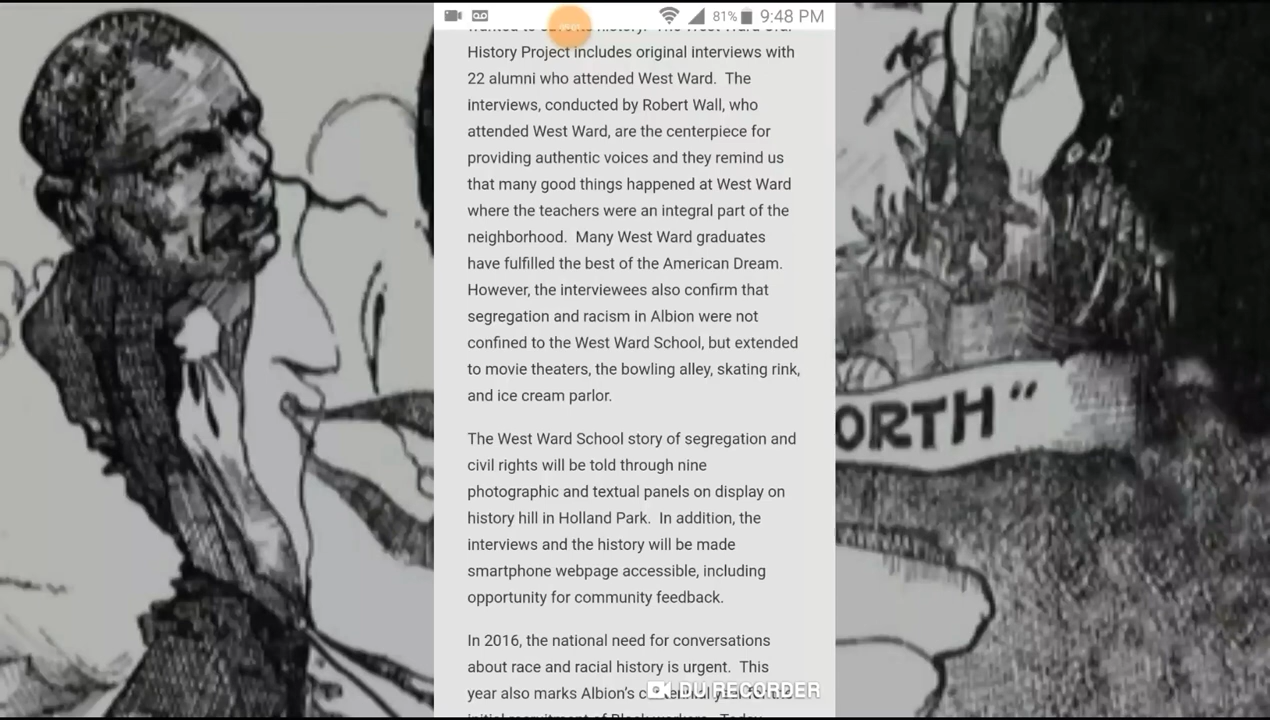 81% 9:48 PM
History Project includes original interviews with
22 alumni who attended West Ward. The
interviews, conducted by Robert Wall, who
attended West Ward, are the centerpiece for
providing authentic voices and they remind us
that many good things happened at West Ward
where the teachers were an integral part of the
neighborhood. Many West Ward graduates
have fulfilled the best of the American Dream.
However, the interviewees also confirm that
segregation and racism in Albion were not
confined to the West Ward School, but extended
to movie theaters, the bowling alley, skating rink,
and ice cream parlor.
The West Ward School story of segregation and
civil rights will be told through nine
photographic and textual panels on display on
history hill in Holland Park. In addition, the
interviews and the history will be made
smartphone webpage accessible, including
opportunity for community feedback.
In 2016, the national need for conversations
about race and racial history is urgent. This
year also marks Albion's
DU RECORDER
ORTH"